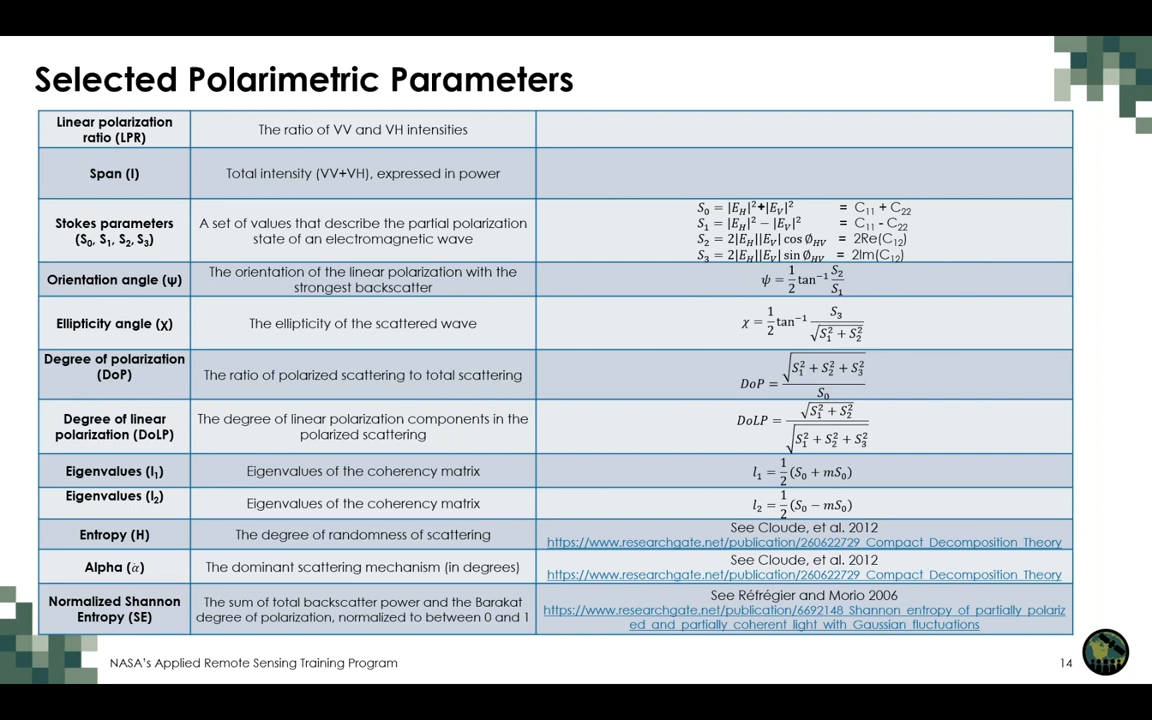 Selected Polarimetric Parameters
Linear polarization
ratio (LPR)
The ratio of VV and VH intensities
Span (I)
Total intensity (VV+VH), expressed in power
Stokes parameters
(S₀, S₁, S₂, S₃)
A set of values that describe the partial polarization
state of an electromagnetic wave
S₀ = |E_H|²+|E_V|² = C₁₁ + C₂₂
S₁ = |E_H|² − |E_V|² = C₁₁ - C₂₂
S₂ = 2|E_H||E_V| cos Ø_HV = 2Re(C₁₂)
S₃ = 2|E_H||E_V| sin Ø_HV = 2Im(C₁₂)
Orientation angle (ψ)
The orientation of the linear polarization with the
strongest backscatter
ψ = 1/2 tan⁻¹ S₂/S₁
Ellipticity angle (χ)
The ellipticity of the scattered wave
χ = 1/2 tan⁻¹ S₃/√(S₁² + S₂²)
Degree of polarization
(DoP)
The ratio of polarized scattering to total scattering
DoP = √(S₁² + S₂² + S₃²)/S₀
Degree of linear
polarization (DoLP)
The degree of linear polarization components in the
polarized scattering
DoLP = √(S₁² + S₂²)/√(S₁² + S₂² + S₃²)
Eigenvalues (l₁)
Eigenvalues of the coherency matrix
l₁ = 1/2 (S₀ + mS₀)
Eigenvalues (l₂)
Eigenvalues of the coherency matrix
l₂ = 1/2 (S₀ − mS₀)
Entropy (H)
The degree of randomness of scattering
See Cloude, et al. 2012
https://www.researchgate.net/publication/260622729_Compact_Decomposition_Theory
Alpha (ᾱ)
The dominant scattering mechanism (in degrees)
See Cloude, et al. 2012
https://www.researchgate.net/publication/260622729_Compact_Decomposition_Theory
Normalized Shannon
Entropy (SE)
The sum of total backscatter power and the Barakat
degree of polarization, normalized to between 0 and 1
See Réfrégier and Morio 2006
https://www.researchgate.net/publication/6692148_Shannon_entropy_of_partially_polariz
ed_and_partially_coherent_light_with_Gaussian_fluctuations
NASA's Applied Remote Sensing Training Program
14